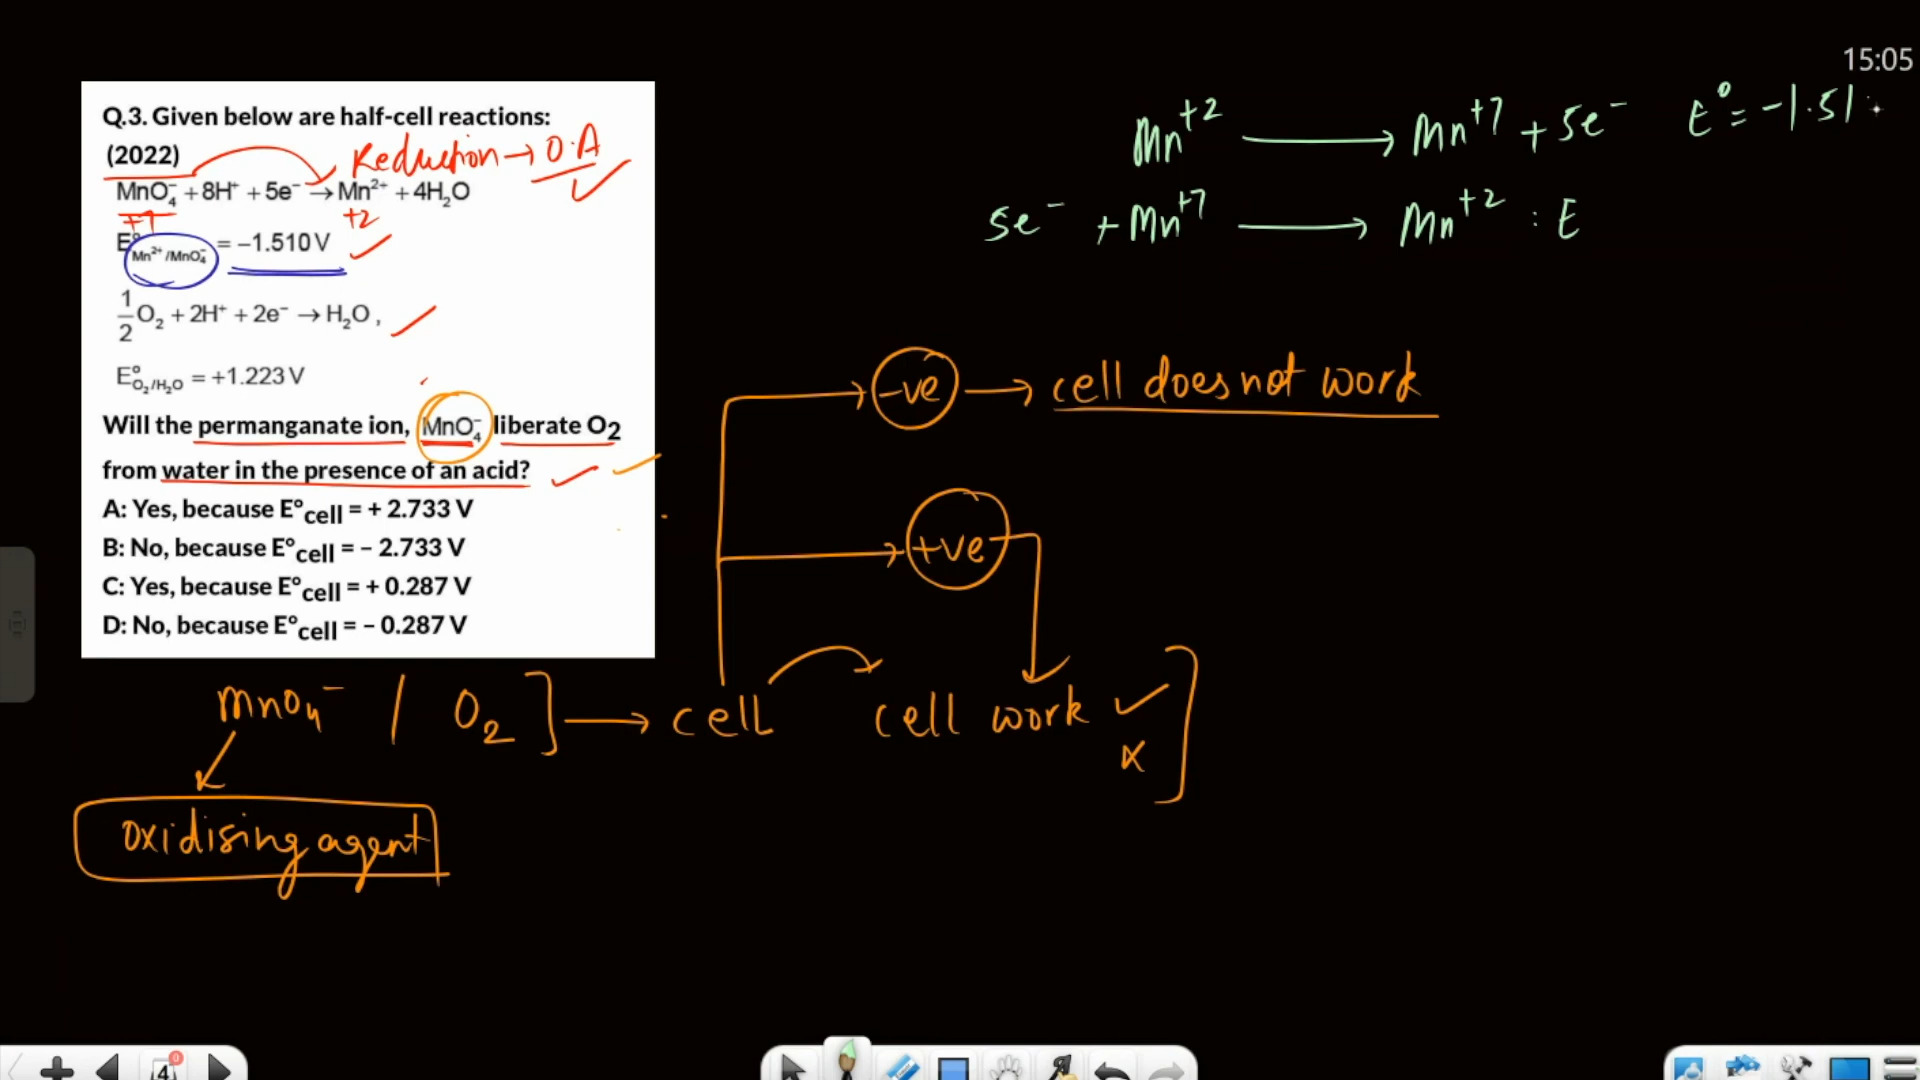 15:05
Q.3. Given below are half-cell reactions:
(2022)
Reduction → O.A
MnO₄⁻ + 8H⁺ + 5e⁻ → Mn²⁺ + 4H₂O
+7
+2
E°Mn²⁺/MnO₄⁻ = −1.510 V
1/2 O₂ + 2H⁺ + 2e⁻ → H₂O,
E°O₂/H₂O = +1.223 V
Will the permanganate ion, MnO₄⁻ liberate O₂
from water in the presence of an acid?
A: Yes, because E°cell = + 2.733 V
B: No, because E°cell = − 2.733 V
C: Yes, because E°cell = + 0.287 V
D: No, because E°cell = − 0.287 V
Mn⁺² → Mn⁺⁷ + 5e⁻ E° = −1.51
5e⁻ + Mn⁺⁷ → Mn⁺² : E
-ve → cell does not work
+ve
MnO₄⁻ / O₂ ] → cell
cell work ✓
x
oxidising agent
4
0